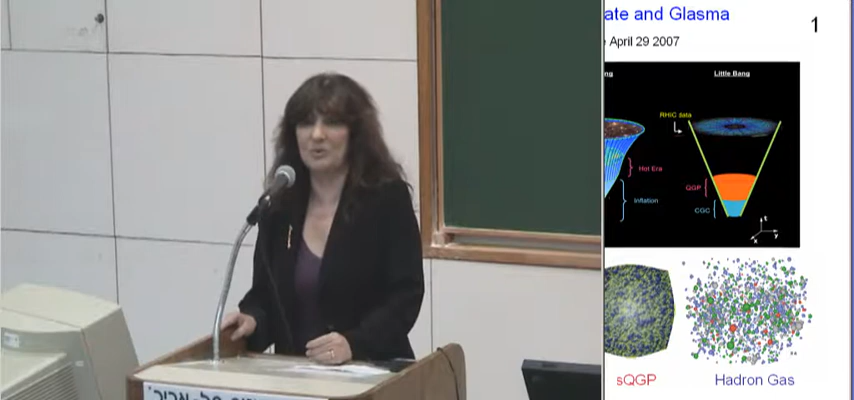 ate and Glasma
1
April 29 2007
Little Bang
RHIC data
Hot Era
QGP
Inflation
CGC
t
x
y
sQGP
Hadron Gas